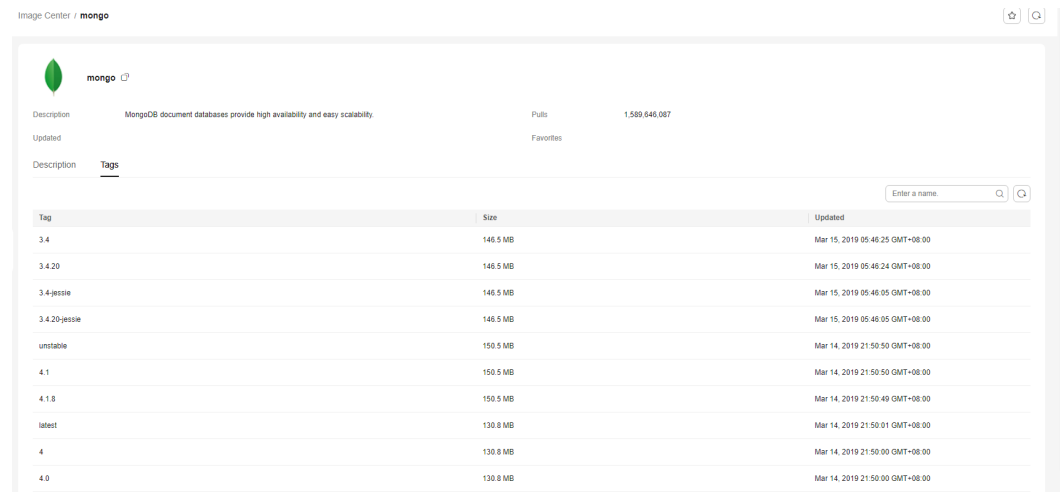 Image Center / mongo
mongo
Description MongoDB document databases provide high availability and easy scalability. Pulls 1,589,646,087
Updated Favorites
Description Tags
Enter a name.
Tag Size Updated
3.4 146.5 MB Mar 15, 2019 05:46:25 GMT+08:00
3.4.20 146.5 MB Mar 15, 2019 05:46:24 GMT+08:00
3.4-jessie 146.5 MB Mar 15, 2019 05:46:05 GMT+08:00
3.4.20-jessie 146.5 MB Mar 15, 2019 05:46:05 GMT+08:00
unstable 150.5 MB Mar 14, 2019 21:50:50 GMT+08:00
4.1 150.5 MB Mar 14, 2019 21:50:50 GMT+08:00
4.1.8 150.5 MB Mar 14, 2019 21:50:49 GMT+08:00
latest 130.8 MB Mar 14, 2019 21:50:01 GMT+08:00
4 130.8 MB Mar 14, 2019 21:50:00 GMT+08:00
4.0 130.8 MB Mar 14, 2019 21:50:00 GMT+08:00